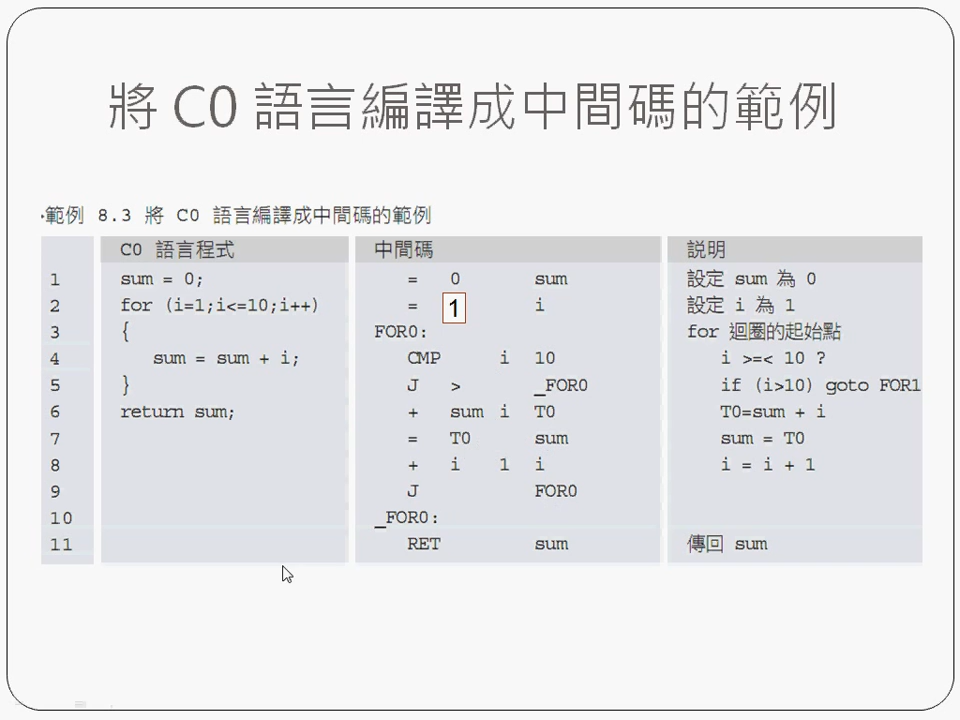 將 C0 語言編譯成中間碼的範例
·範例 8.3 將 C0 語言編譯成中間碼的範例
C0 語言程式 中間碼 說明
1 sum = 0; = 0 sum 設定 sum 為 0
2 for (i=1;i<=10;i++) = 1 i 設定 i 為 1
3 { FOR0: for 迴圈的起始點
4 sum = sum + i; CMP i 10 i >=< 10 ?
5 } J > _FOR0 if (i>10) goto FOR1
6 return sum; + sum i T0 T0=sum + i
7 = T0 sum sum = T0
8 + i 1 i i = i + 1
9 J FOR0
10 _FOR0:
11 RET sum 傳回 sum